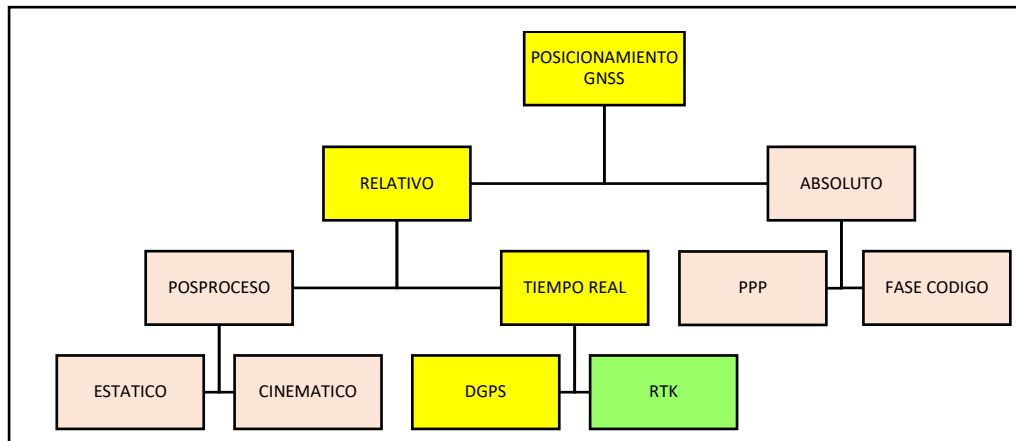 POSICIONAMIENTO
GNSS
RELATIVO
ABSOLUTO
POSPROCESO
TIEMPO REAL
PPP
FASE CODIGO
ESTATICO
CINEMATICO
DGPS
RTK